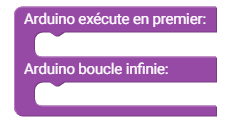 Arduino exécute en premier:
Arduino boucle infinie: